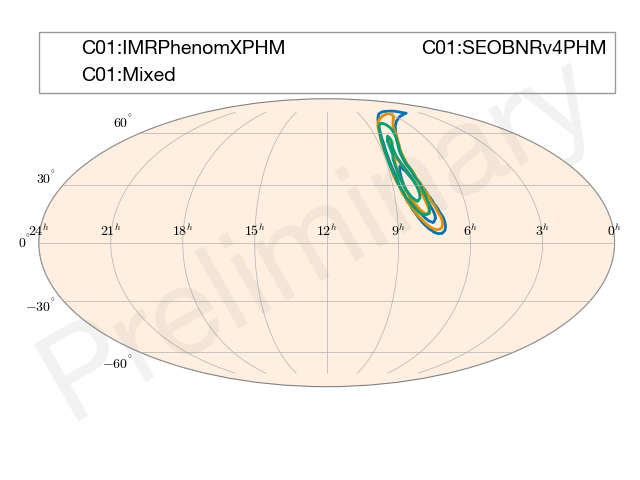 C01:IMRPhenomXPHM C01:SEOBNRv4PHM
C01:Mixed
60°
30°
0° 24h 21h 18h 15h 12h 9h 6h 3h 0h
−30°
−60°
Preliminary